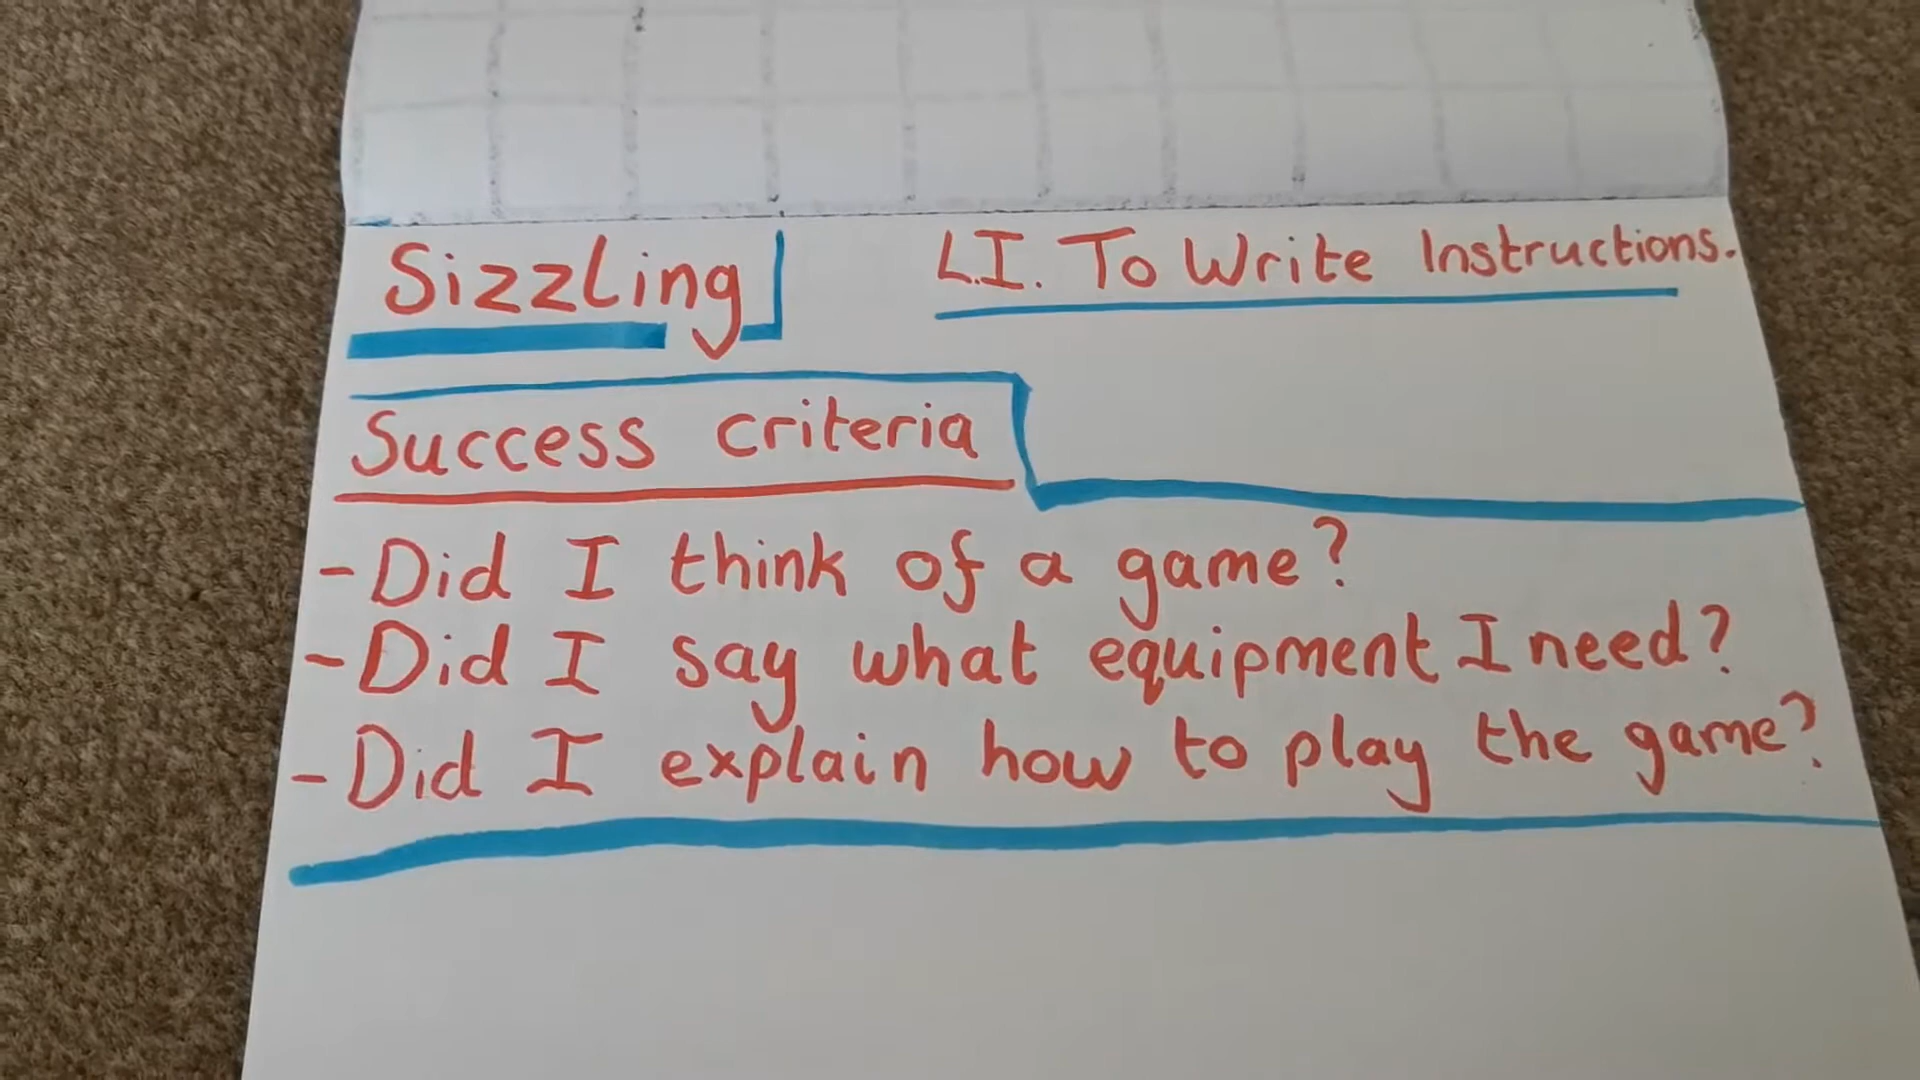 Sizzling
L.I. To Write Instructions.
Success criteria
- Did I think of a game?
- Did I say what equipment I need?
- Did I explain how to play the game?